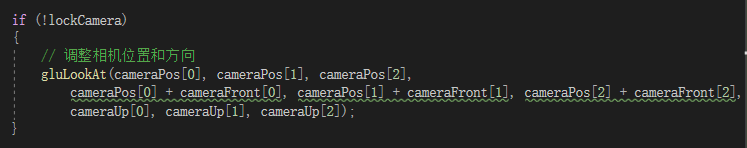 if (!lockCamera)
{
// 调整相机位置和方向
gluLookAt(cameraPos[0], cameraPos[1], cameraPos[2],
cameraPos[0] + cameraFront[0], cameraPos[1] + cameraFront[1], cameraPos[2] + cameraFront[2],
cameraUp[0], cameraUp[1], cameraUp[2]);
}